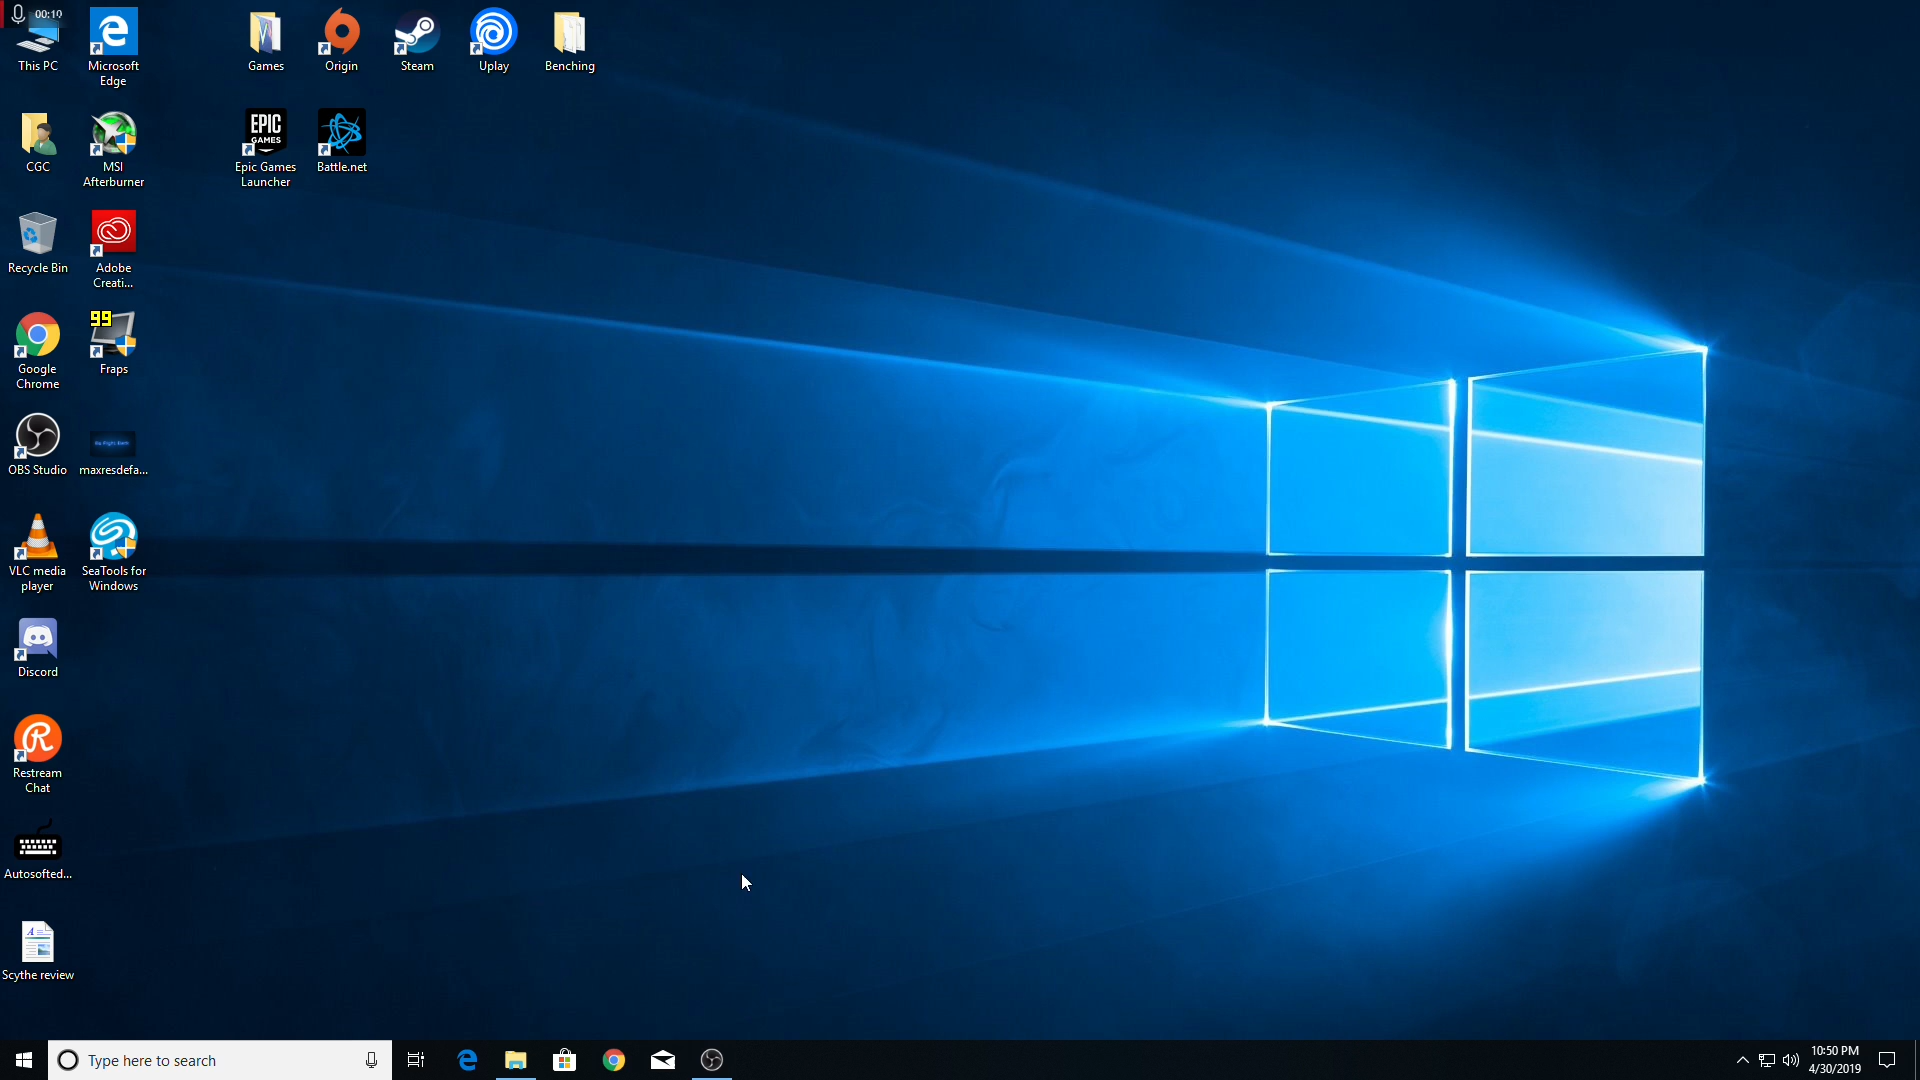 00:10
This PC
Microsoft
Edge
Games
Origin
Steam
Uplay
Benching
CGC
MSI
Afterburner
EPIC
GAMES
Epic Games
Launcher
Battle.net
Recycle Bin
Adobe
Creati...
99
Google
Chrome
Fraps
OBS Studio
maxresdefa...
VLC media
player
SeaTools for
Windows
Discord
Restream
Chat
Autosofted...
Scythe review
Type here to search
10:50 PM
4/30/2019